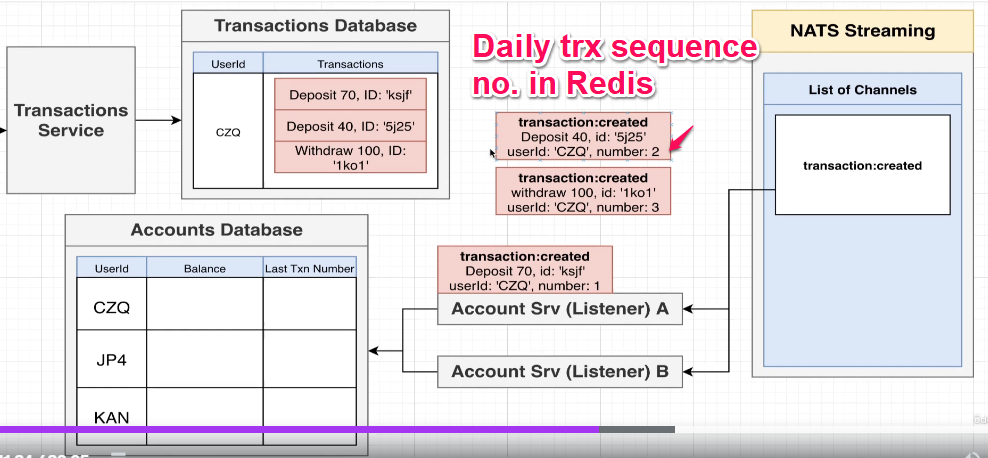 Transactions Database
UserId
Transactions
Deposit 70, ID: 'ksjf'
CZQ
Deposit 40, ID: '5j25'
Withdraw 100, ID:
'1ko1'
Transactions
Service
Daily trx sequence
no. in Redis
transaction:created
Deposit 40, id: '5j25'
userId: 'CZQ', number: 2
transaction:created
withdraw 100, id: '1ko1'
userId: 'CZQ', number: 3
NATS Streaming
List of Channels
transaction:created
Accounts Database
UserId
Balance
Last Txn Number
CZQ
JP4
KAN
transaction:created
Deposit 70, id: 'ksjf'
userId: 'CZQ', number: 1
Account Srv (Listener) A
Account Srv (Listener) B